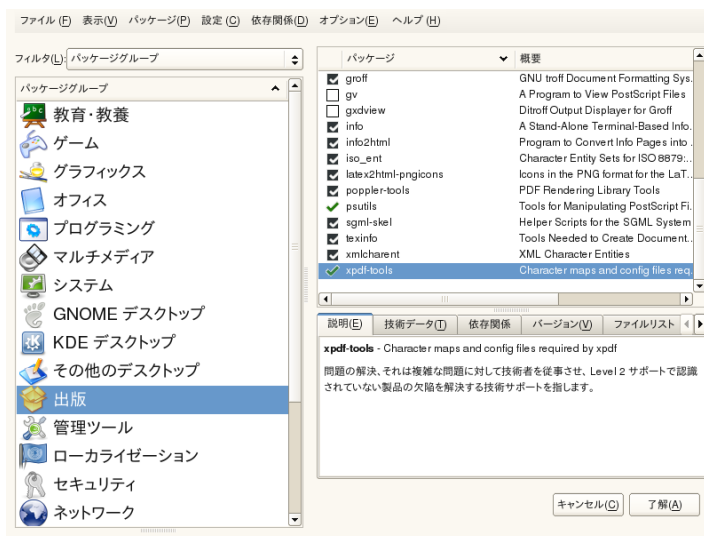 ファイル (F) 表示(V) パッケージ(P) 設定 (C) 依存関係(D) オプション(E) ヘルプ (H)
フィルタ(L): パッケージグループ
パッケージグループ
教育·教養
ゲーム
グラフィックス
オフィス
プログラミング
マルチメディア
システム
GNOME デスクトップ
KDE デスクトップ
その他のデスクトップ
出版
管理ツール
ローカライゼーション
セキュリティ
ネットワーク
パッケージ 概要
groff GNU troff Document Formatting Sys.
gv A Program to View PostScript Files
gxdview Ditroff Output Displayer for Groff
info A Stand-Alone Terminal-Based Info.
info2html Program to Convert Info Pages into .
iso_ent Character Entity Sets for ISO 8879:..
latex2html-pngicons Icons in the PNG format for the LaT..
poppler-tools PDF Rendering Library Tools
psutils Tools for Manipulating PostScript Fi.
sgml-skel Helper Scripts for the SGML System
texinfo Tools Needed to Create Document..
xmlcharent XML Character Entities
xpdf-tools Character maps and config files req.
説明(E) 技術データ(T) 依存関係 バージョン(V) ファイルリスト
xpdf-tools - Character maps and config files required by xpdf
問題の解決、それは複雑な問題に対して技術者を従事させ、Level 2 サポートで認識
されていない製品の欠陥を解決する技術サポートを指します。
キャンセル(C) 了解(A)